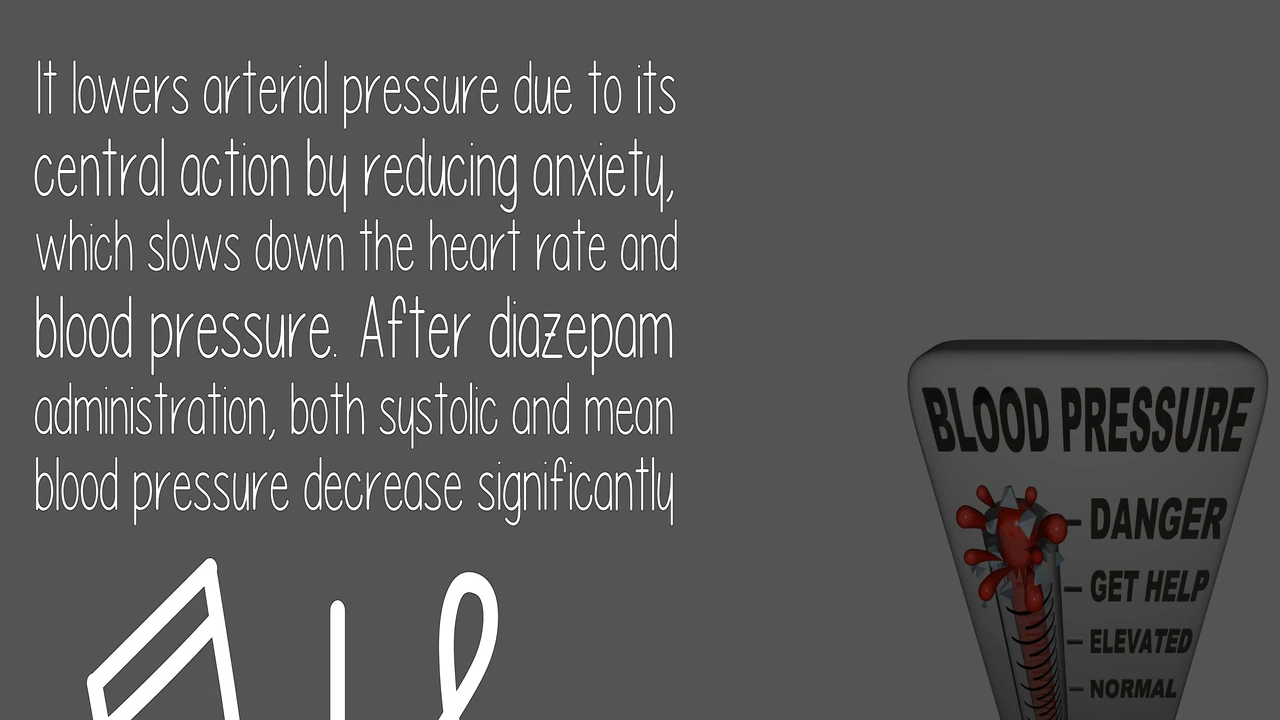 It lowers arterial pressure due to its
central action by reducing anxiety,
which slows down the heart rate and
blood pressure. After diazepam
administration, both systolic and mean
blood pressure decrease significantly
BLOOD PRESSURE
DANGER
GET HELP
ELEVATED
NORMAL